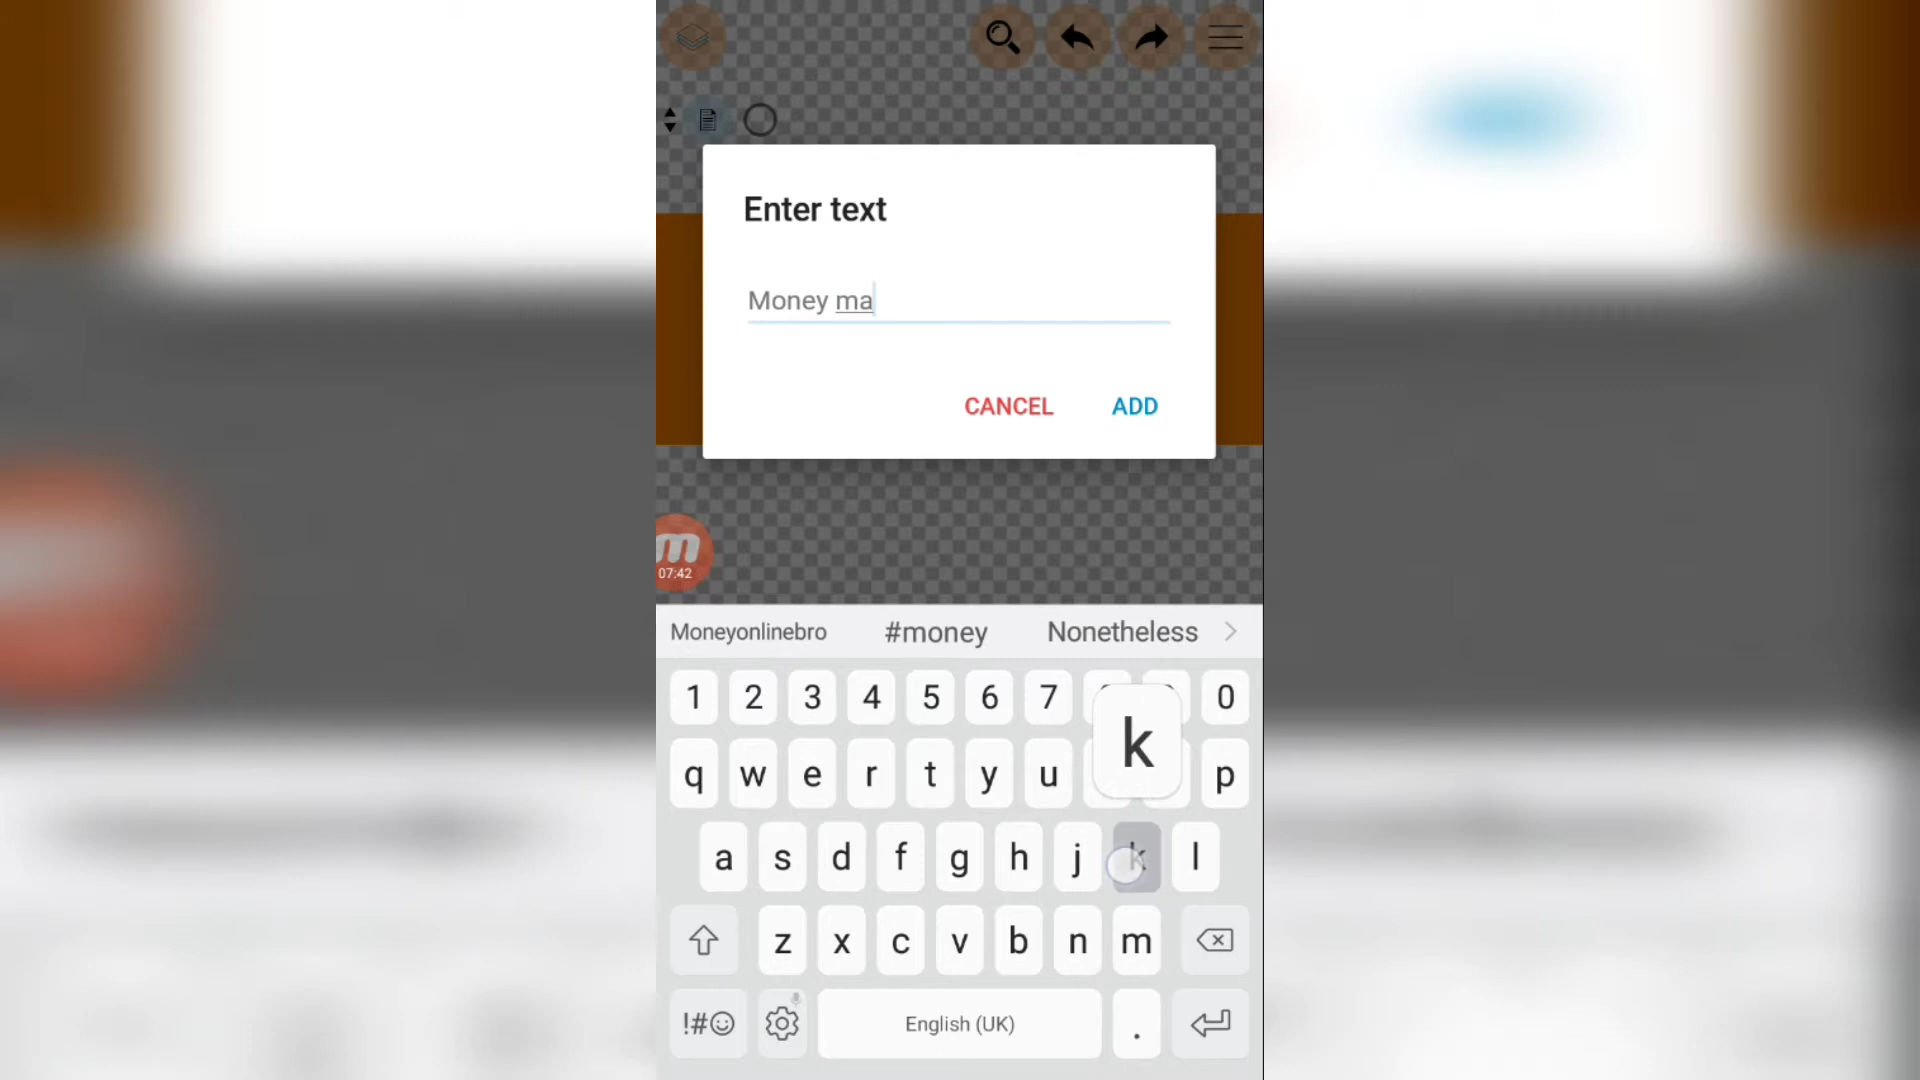 Enter text
Money ma
CANCEL ADD
m
07:42
Moneyonlinebro #money Nonetheless
1 2 3 4 5 6 7 0
k
q w e r t y u p
a s d f g h j k l
z x c v b n m
!#☺ English (UK) .